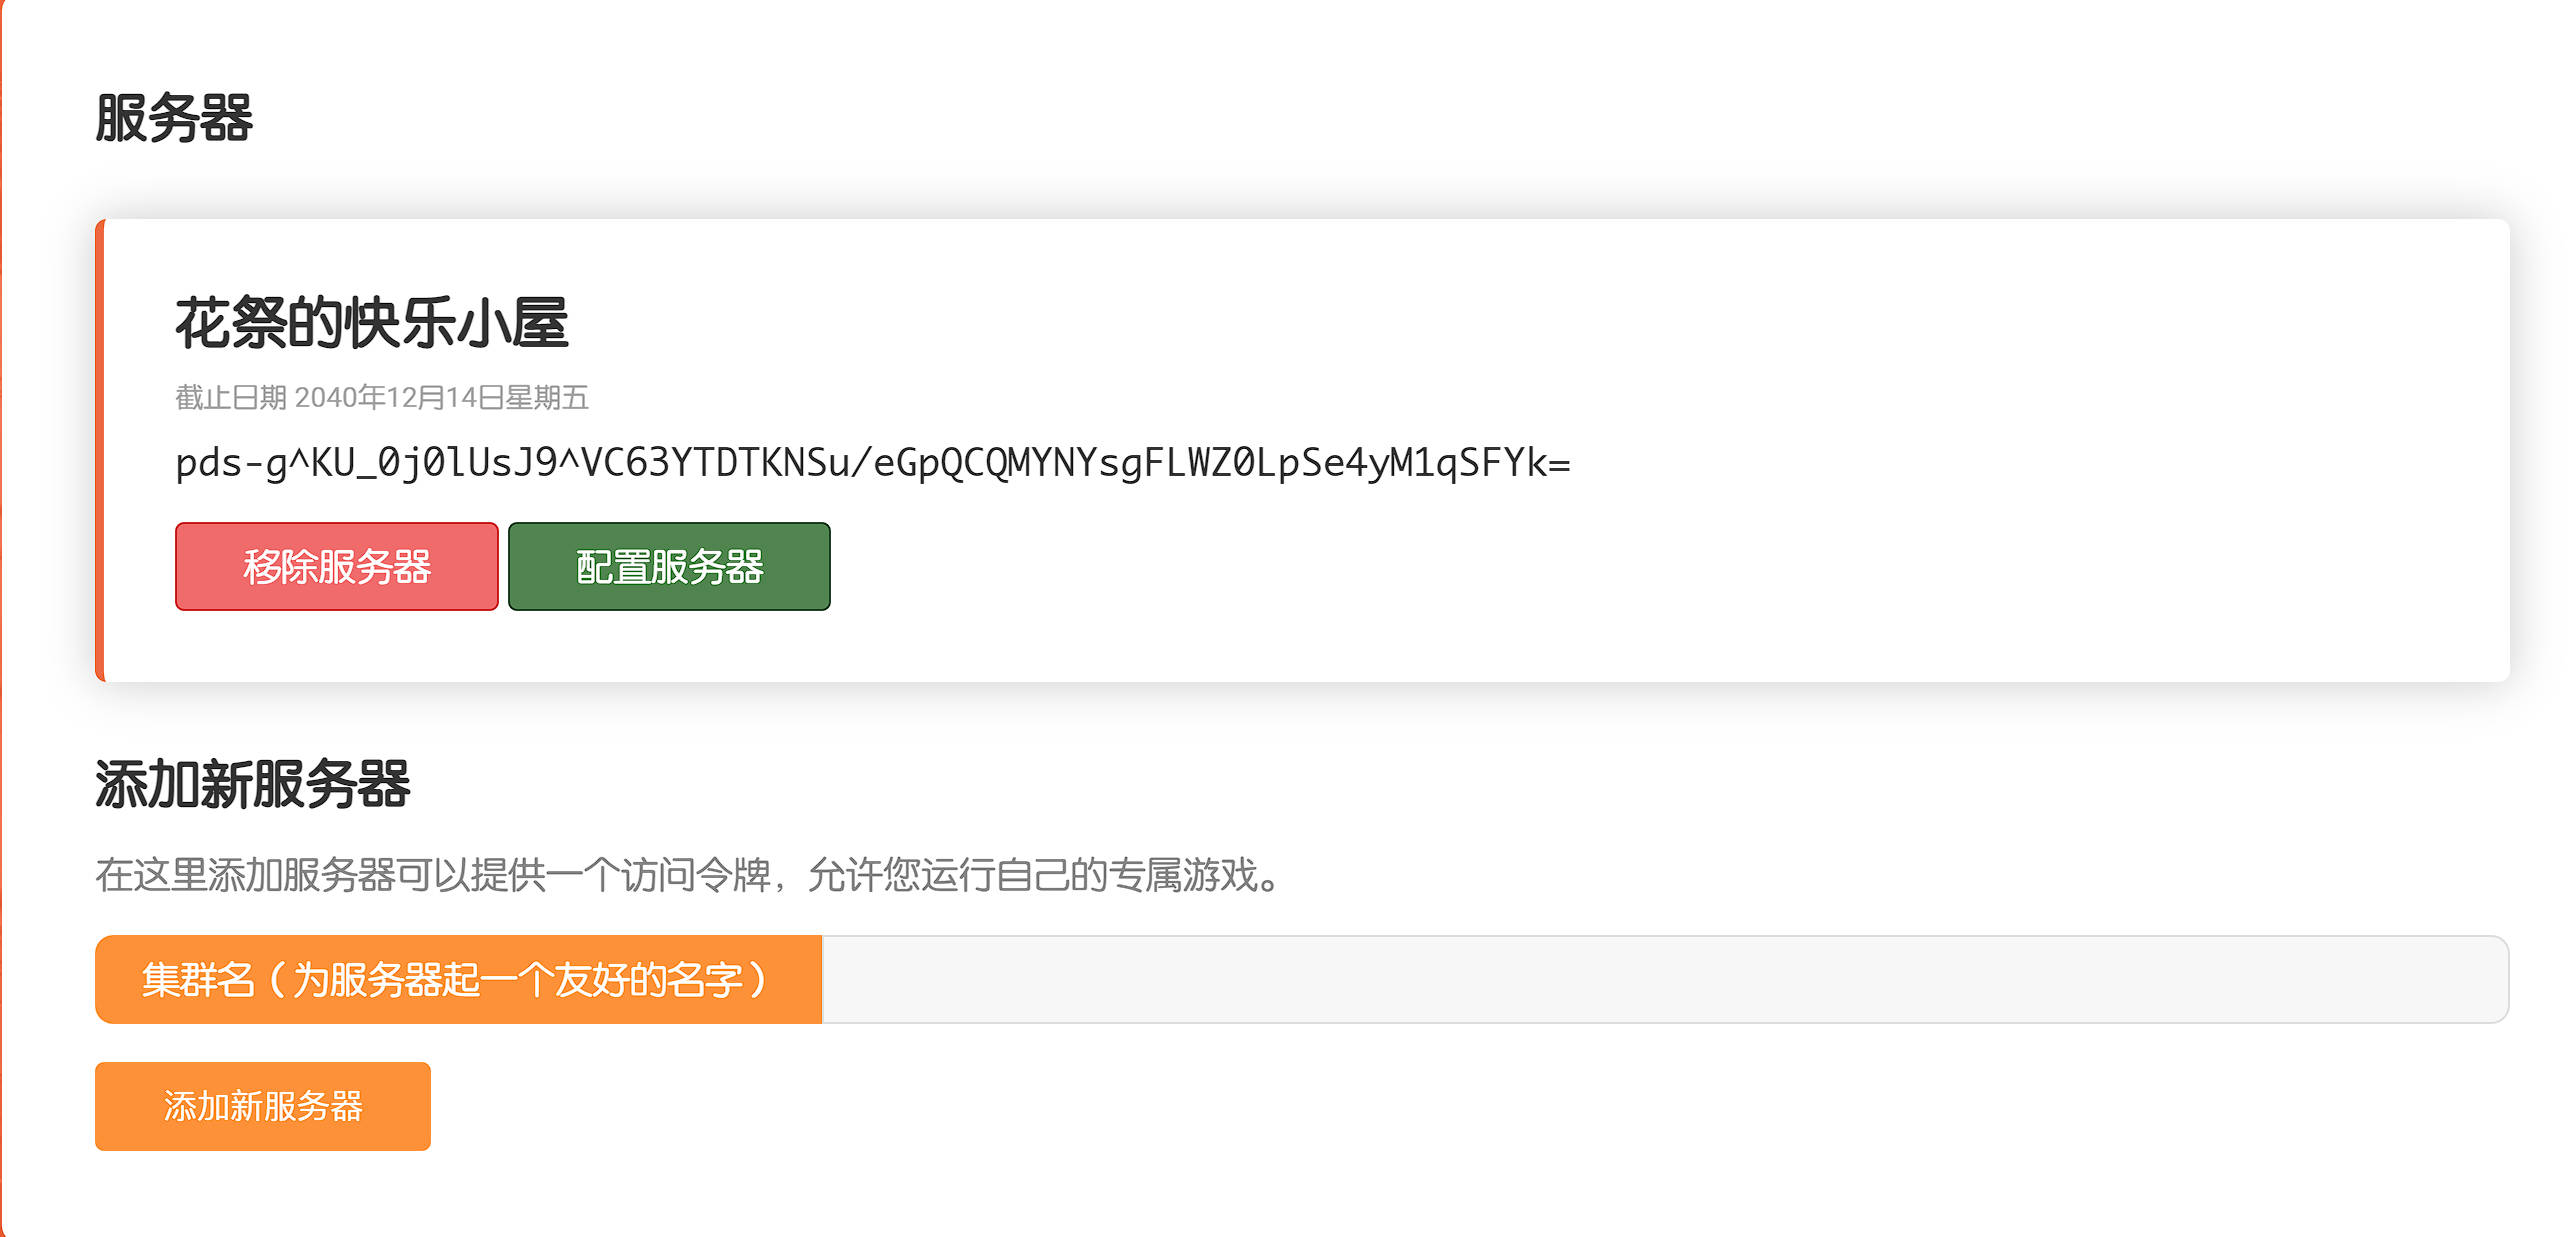 服务器
花祭的快乐小屋
截止日期 2040年12月14日星期五
pds-g^KU_0j0lUsJ9^VC63YTDTKNSu/eGpQCQMYNYsgFLWZ0LpSe4yM1qSFYk=
移除服务器 配置服务器
添加新服务器
在这里添加服务器可以提供一个访问令牌，允许您运行自己的专属游戏。
集群名（为服务器起一个友好的名字）
添加新服务器